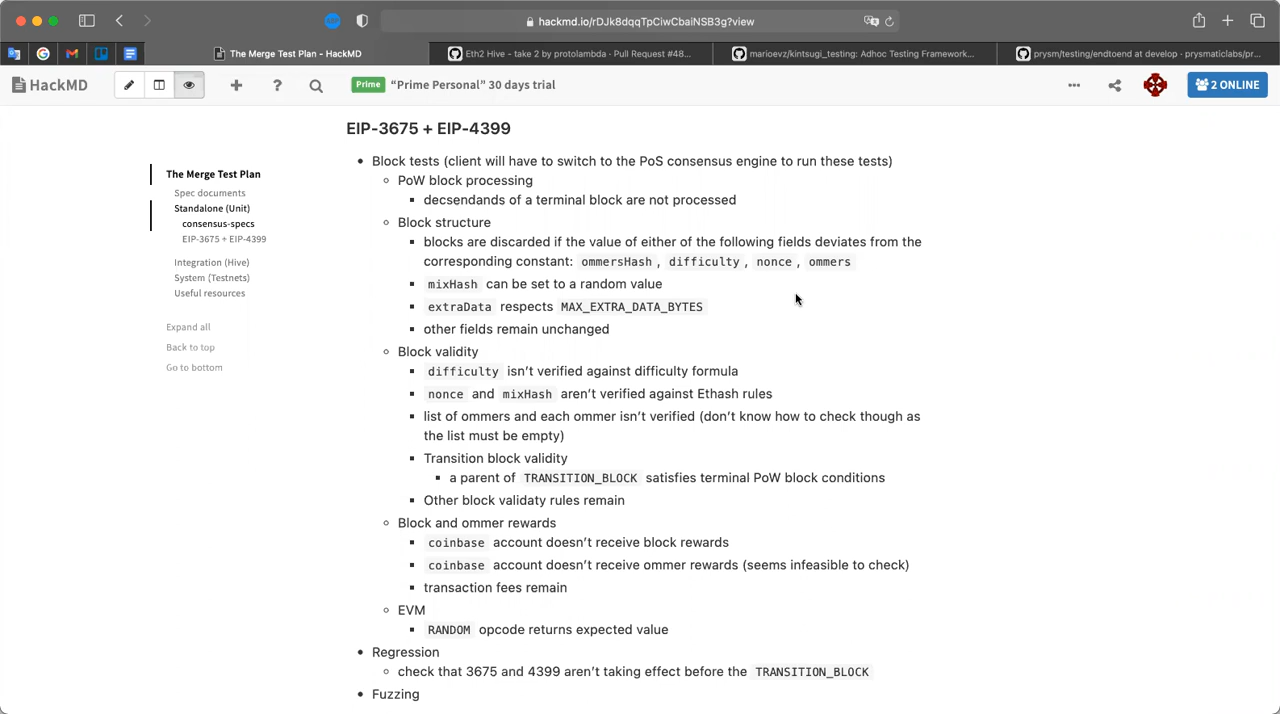 hackmd.io/rDJk8dqqTpCiwCbaiNSB3g?view
The Merge Test Plan - HackMD
Eth2 Hive - take 2 by protolambda · Pull Request #48...
marioevz/kintsugi_testing: Adhoc Testing Framework...
prysm/testing/endtoend at develop · prysmaticlabs/pr...
HackMD
Prime "Prime Personal" 30 days trial
2 ONLINE
The Merge Test Plan
Spec documents
Standalone (Unit)
consensus-specs
EIP-3675 + EIP-4399
Integration (Hive)
System (Testnets)
Useful resources
Expall all
Back to top
Go to bottom
EIP-3675 + EIP-4399
• Block tests (client will have to switch to the PoS consensus engine to run these tests)
◦ PoW block processing
▪ decsendands of a terminal block are not processed
◦ Block structure
▪ blocks are discarded if the value of either of the following fields deviates from the
corresponding constant: ommersHash , difficulty , nonce , ommers
▪ mixHash can be set to a random value
▪ extraData respects MAX_EXTRA_DATA_BYTES
▪ other fields remain unchanged
◦ Block validity
▪ difficulty isn't verified against difficulty formula
▪ nonce and mixHash aren't verified against Ethash rules
▪ list of ommers and each ommer isn't verified (don't know how to check though as
the list must be empty)
▪ Transition block validity
▪ a parent of TRANSITION_BLOCK satisfies terminal PoW block conditions
▪ Other block validaty rules remain
◦ Block and ommer rewards
▪ coinbase account doesn't receive block rewards
▪ coinbase account doesn't receive ommer rewards (seems infeasible to check)
▪ transaction fees remain
◦ EVM
▪ RANDOM opcode returns expected value
• Regression
◦ check that 3675 and 4399 aren't taking effect before the TRANSITION_BLOCK
• Fuzzing